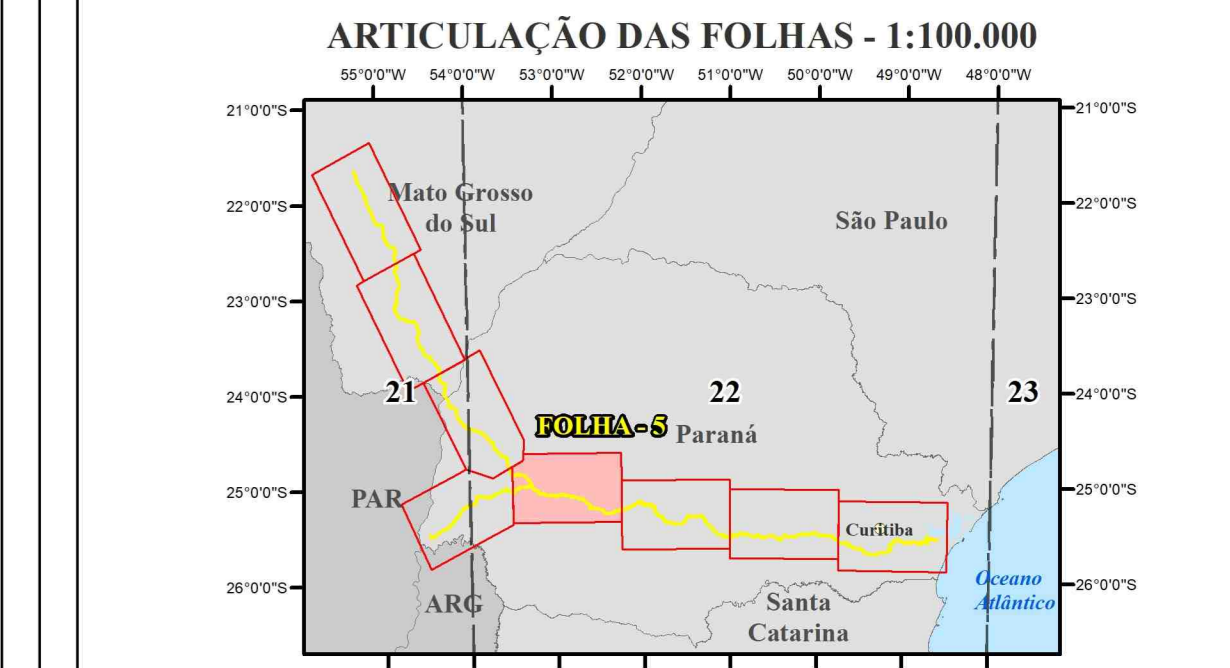 ARTICULAÇÃO DAS FOLHAS - 1:100.000
55°0'0"W 54°0'0"W 53°0'0"W 52°0'0"W 51°0'0"W 50°0'0"W 49°0'0"W 48°0'0"W
21°0'0"S 21°0'0"S
Mato Grosso
do Sul
22°0'0"S 22°0'0"S
São Paulo
23°0'0"S 23°0'0"S
21 22 23
24°0'0"S 24°0'0"S
FOLHA - 5
Paraná
PAR
25°0'0"S 25°0'0"S
Curitiba
26°0'0"S 26°0'0"S
ARG
Santa
Catarina
Oceano
Atlântico